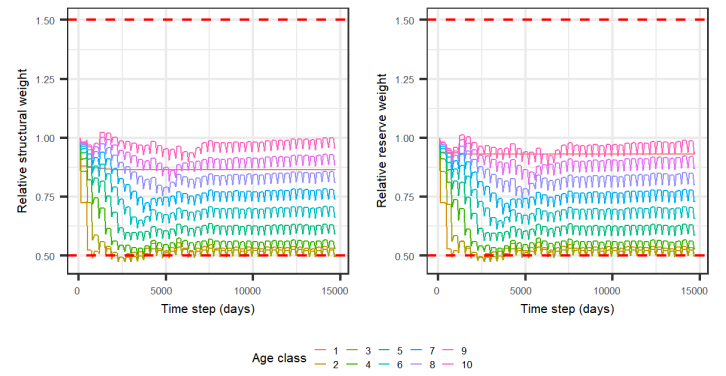 Relative structural weight
1.50
1.25
1.00
0.75
0.50
0 5000 10000 15000
Time step (days)
Relative reserve weight
1.50
1.25
1.00
0.75
0.50
0 5000 10000 15000
Time step (days)
Age class
1 3 5 7 9
2 4 6 8 10